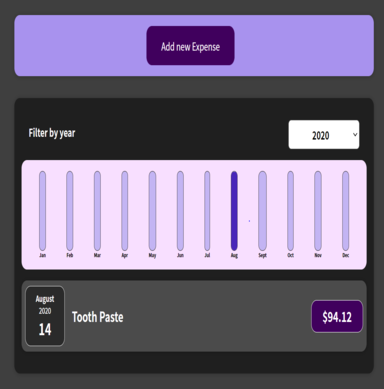 Add new Expense
Filter by year
2020
Jan Feb Mar Apr May Jun Jul Aug Sept Oct Nov Dec
August
2020
14
Tooth Paste
$94.12